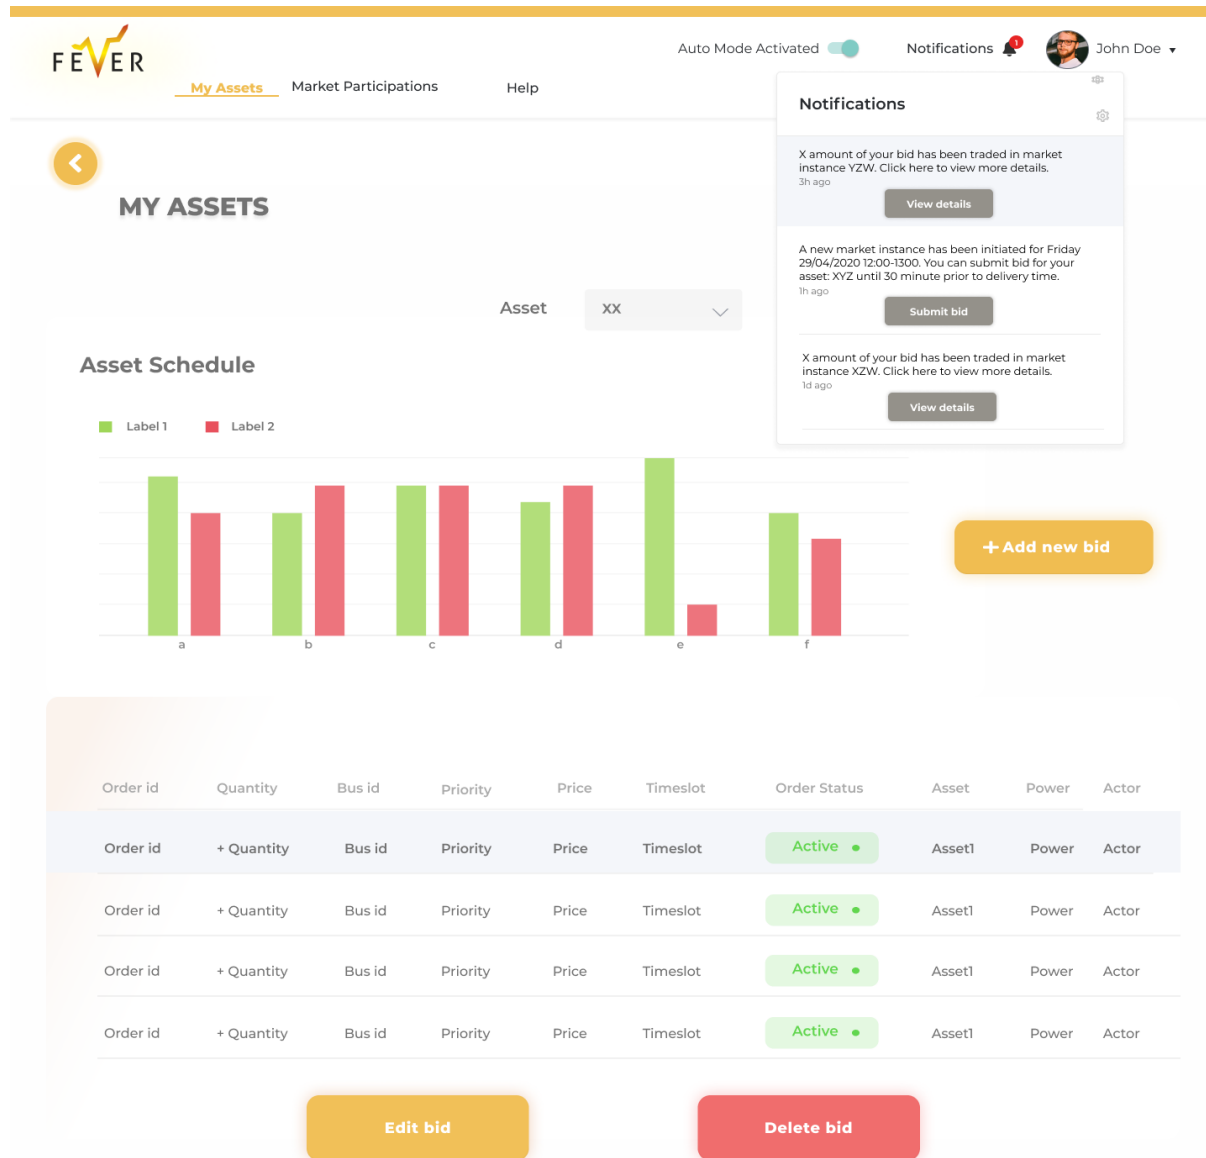 FEVER
Auto Mode Activated
Notifications
1
John Doe
My Assets
Market Participations
Help
Notifications
X amount of your bid has been traded in market
instance YZW. Click here to view more details.
3h ago
View details
A new market instance has been initiated for Friday
29/04/2020 12:00-1300. You can submit bid for your
asset: XYZ until 30 minute prior to delivery time.
1h ago
Submit bid
X amount of your bid has been traded in market
instance XZW. Click here to view more details.
1d ago
View details
MY ASSETS
Asset XX
Asset Schedule
Label 1 Label 2
a b c d e f
+ Add new bid
Order id Quantity Bus id Priority Price Timeslot Order Status Asset Power Actor
Order id + Quantity Bus id Priority Price Timeslot Active Asset1 Power Actor
Order id + Quantity Bus id Priority Price Timeslot Active Asset1 Power Actor
Order id + Quantity Bus id Priority Price Timeslot Active Asset1 Power Actor
Order id + Quantity Bus id Priority Price Timeslot Active Asset1 Power Actor
Edit bid
Delete bid